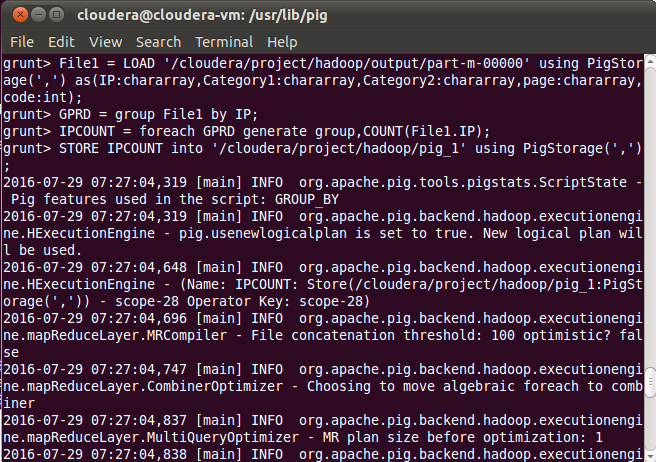 cloudera@cloudera-vm: /usr/lib/pig
File Edit View Search Terminal Help
grunt> File1 = LOAD '/cloudera/project/hadoop/output/part-m-00000' using PigStor
age(',') as(IP:chararray,Category1:chararray,Category2:chararray,page:chararray,
code:int);
grunt> GPRD = group File1 by IP;
grunt> IPCOUNT = foreach GPRD generate group,COUNT(File1.IP);
grunt> STORE IPCOUNT into '/cloudera/project/hadoop/pig_1' using PigStorage(',')
;
2016-07-29 07:27:04,319 [main] INFO  org.apache.pig.tools.pigstats.ScriptState -
 Pig features used in the script: GROUP_BY
2016-07-29 07:27:04,319 [main] INFO  org.apache.pig.backend.hadoop.executionengi
ne.HExecutionEngine - pig.usenewlogicalplan is set to true. New logical plan wil
l be used.
2016-07-29 07:27:04,648 [main] INFO  org.apache.pig.backend.hadoop.executionengi
ne.HExecutionEngine - (Name: IPCOUNT: Store(/cloudera/project/hadoop/pig_1:PigSt
orage(',')) - scope-28 Operator Key: scope-28)
2016-07-29 07:27:04,696 [main] INFO  org.apache.pig.backend.hadoop.executionengi
ne.mapReduceLayer.MRCompiler - File concatenation threshold: 100 optimistic? fal
se
2016-07-29 07:27:04,747 [main] INFO  org.apache.pig.backend.hadoop.executionengi
ne.mapReduceLayer.CombinerOptimizer - Choosing to move algebraic foreach to comb
iner
2016-07-29 07:27:04,837 [main] INFO  org.apache.pig.backend.hadoop.executionengi
ne.mapReduceLayer.MultiQueryOptimizer - MR plan size before optimization: 1
2016-07-29 07:27:04,838 [main] INFO  org.apache.pig.backend.hadoop.executionengi